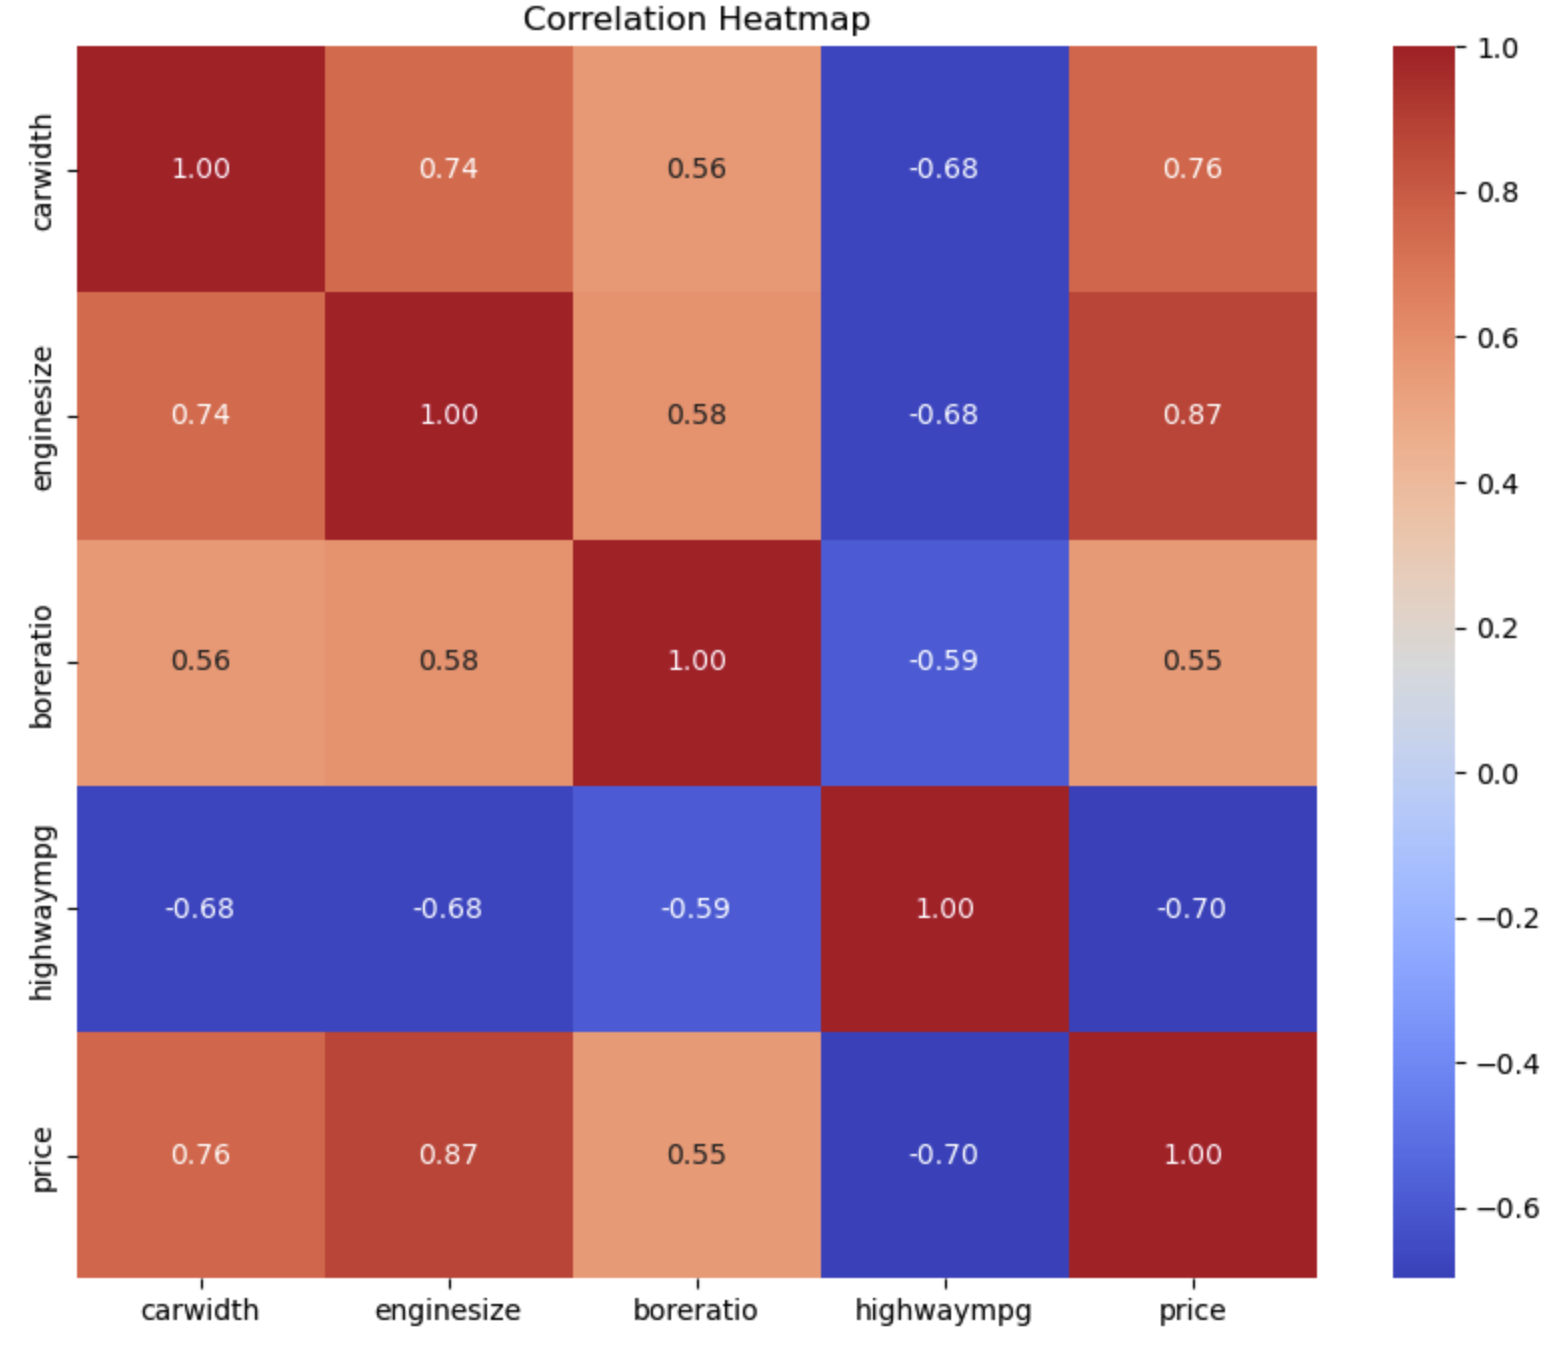 Correlation Heatmap
carwidth 1.00 0.74 0.56 -0.68 0.76
enginesize 0.74 1.00 0.58 -0.68 0.87
boreratio 0.56 0.58 1.00 -0.59 0.55
highwaympg -0.68 -0.68 -0.59 1.00 -0.70
price 0.76 0.87 0.55 -0.70 1.00
carwidth enginesize boreratio highwaympg price
1.0
0.8
0.6
0.4
0.2
0.0
−0.2
−0.4
−0.6